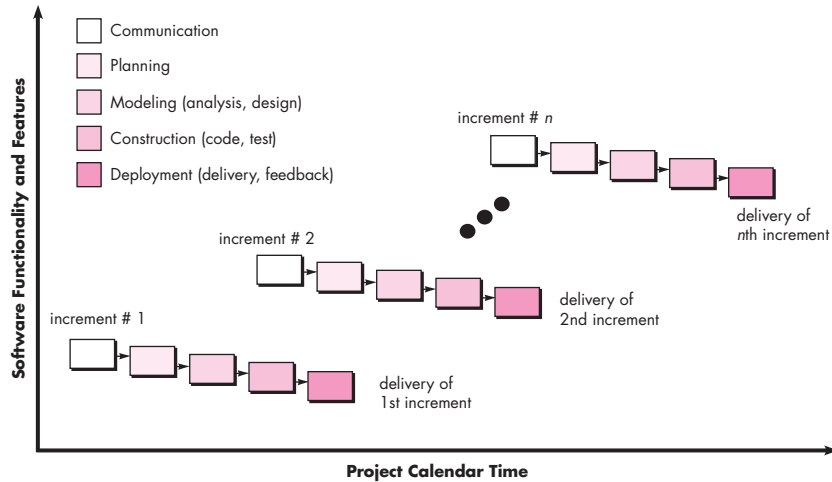 Software Functionality and Features
Communication
Planning
Modeling (analysis, design)
Construction (code, test)
Deployment (delivery, feedback)
increment # n
delivery of
nth increment
increment # 2
delivery of
2nd increment
increment # 1
delivery of
1st increment
Project Calendar Time